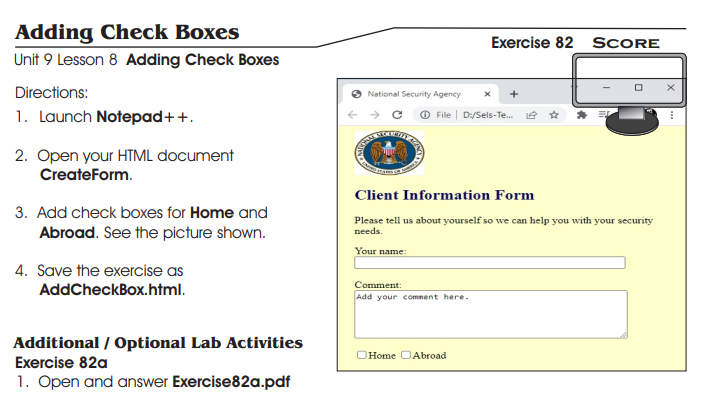 Adding Check Boxes
Exercise 82 SCORE
Unit 9 Lesson 8 Adding Check Boxes
Directions:
1. Launch Notepad++.
2. Open your HTML document
CreateForm.
3. Add check boxes for Home and
Abroad. See the picture shown.
4. Save the exercise as
AddCheckBox.html.
Additional / Optional Lab Activities
Exercise 82a
1. Open and answer Exercise82a.pdf
National Security Agency
File | D:/Sels-Te...
NATIONAL SECURITY AGENCY
UNITED STATES OF AMERICA
Client Information Form
Please tell us about yourself so we can help you with your security
needs.
Your name:
Comment:
Add your comment here.
Home Abroad